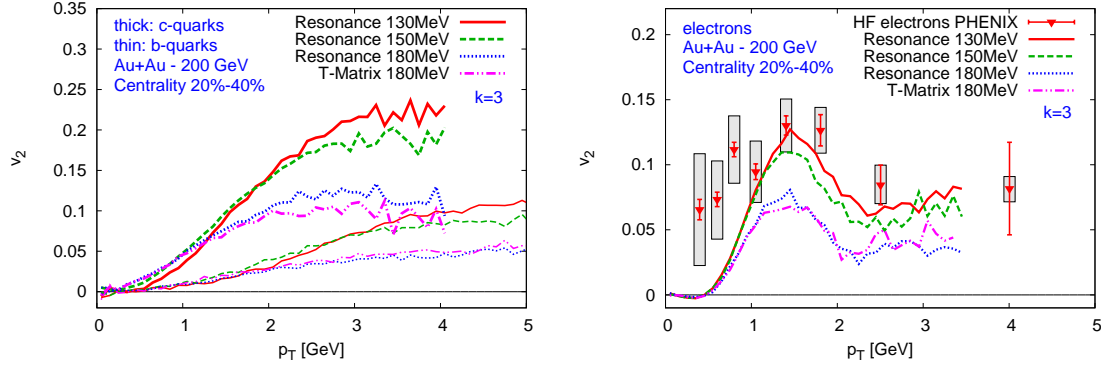 thick: c-quarks
thin: b-quarks
Au+Au - 200 GeV
Centrality 20%-40%
Resonance 130MeV
Resonance 150MeV
Resonance 180MeV
T-Matrix 180MeV
k=3
0.35
0.3
0.25
0.20
0.15
0.1
0.05
0
v2
0
1
2
3
4
5
pT [GeV]
electrons
Au+Au - 200 GeV
Centrality 20%-40%
HF electrons PHENIX
Resonance 130MeV
Resonance 150MeV
Resonance 180MeV
T-Matrix 180MeV
k=3
0.20
0.15
0.1
0.05
0
v2
0
1
2
3
4
5
pT [GeV]